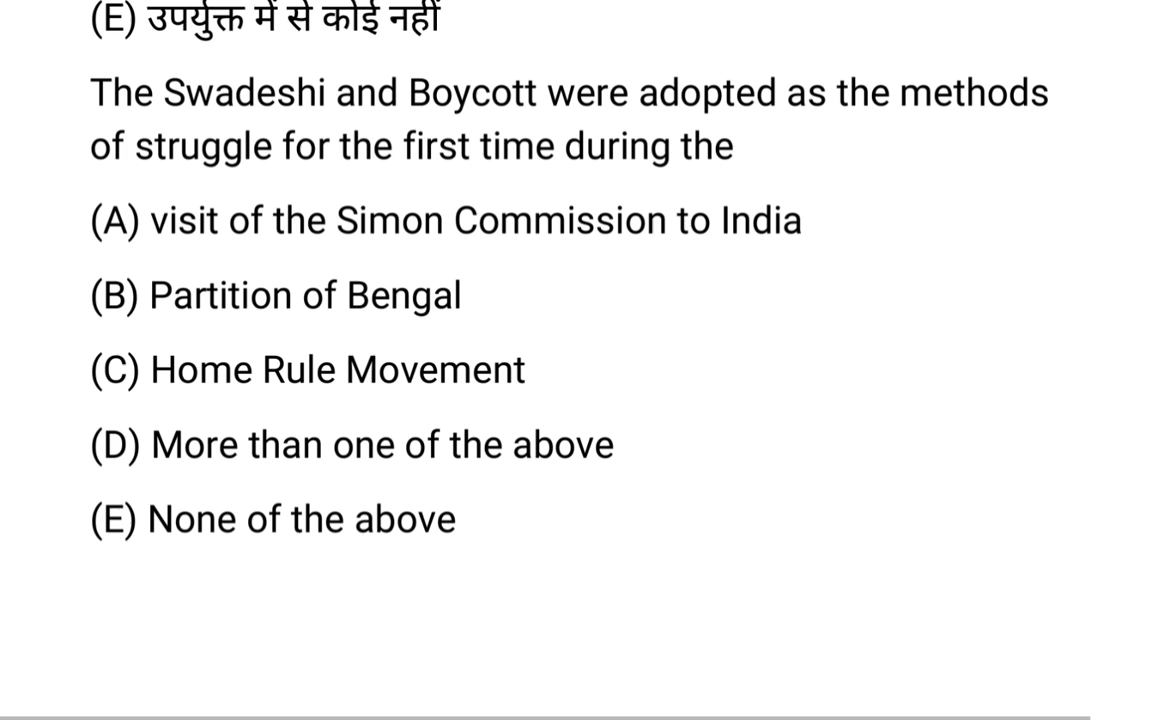 (E) उपर्युक्त में से कोई नहीं
The Swadeshi and Boycott were adopted as the methods
of struggle for the first time during the
(A) visit of the Simon Commission to India
(B) Partition of Bengal
(C) Home Rule Movement
(D) More than one of the above
(E) None of the above